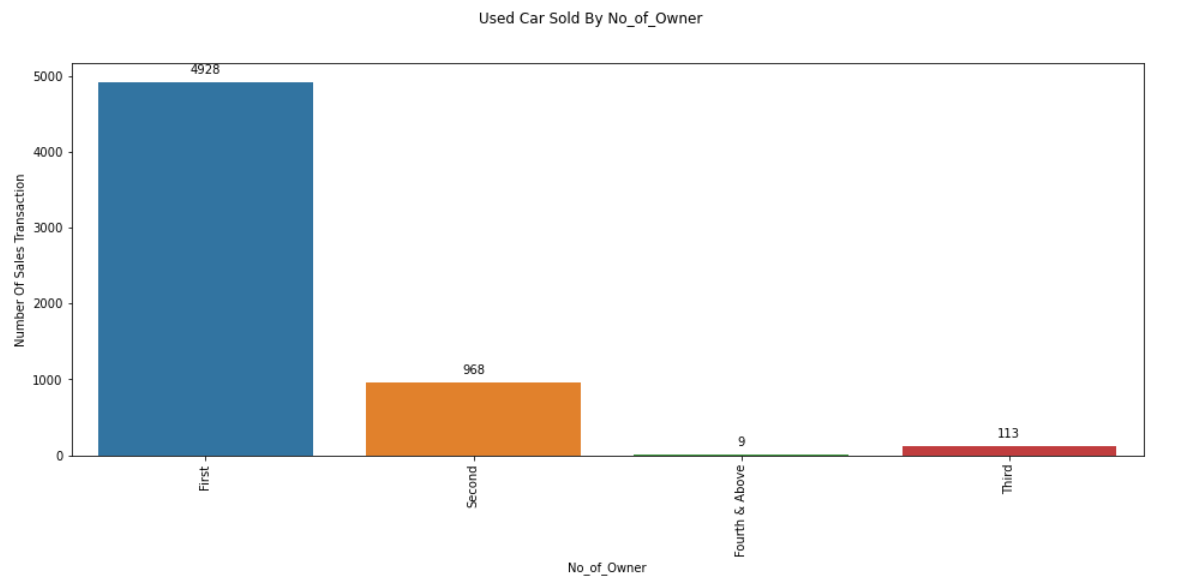 Used Car Sold By No_of_Owner
Number Of Sales Transaction
5000
4000
3000
2000
1000
0
4928
968
9
113
First
Second
Fourth & Above
Third
No_of_Owner